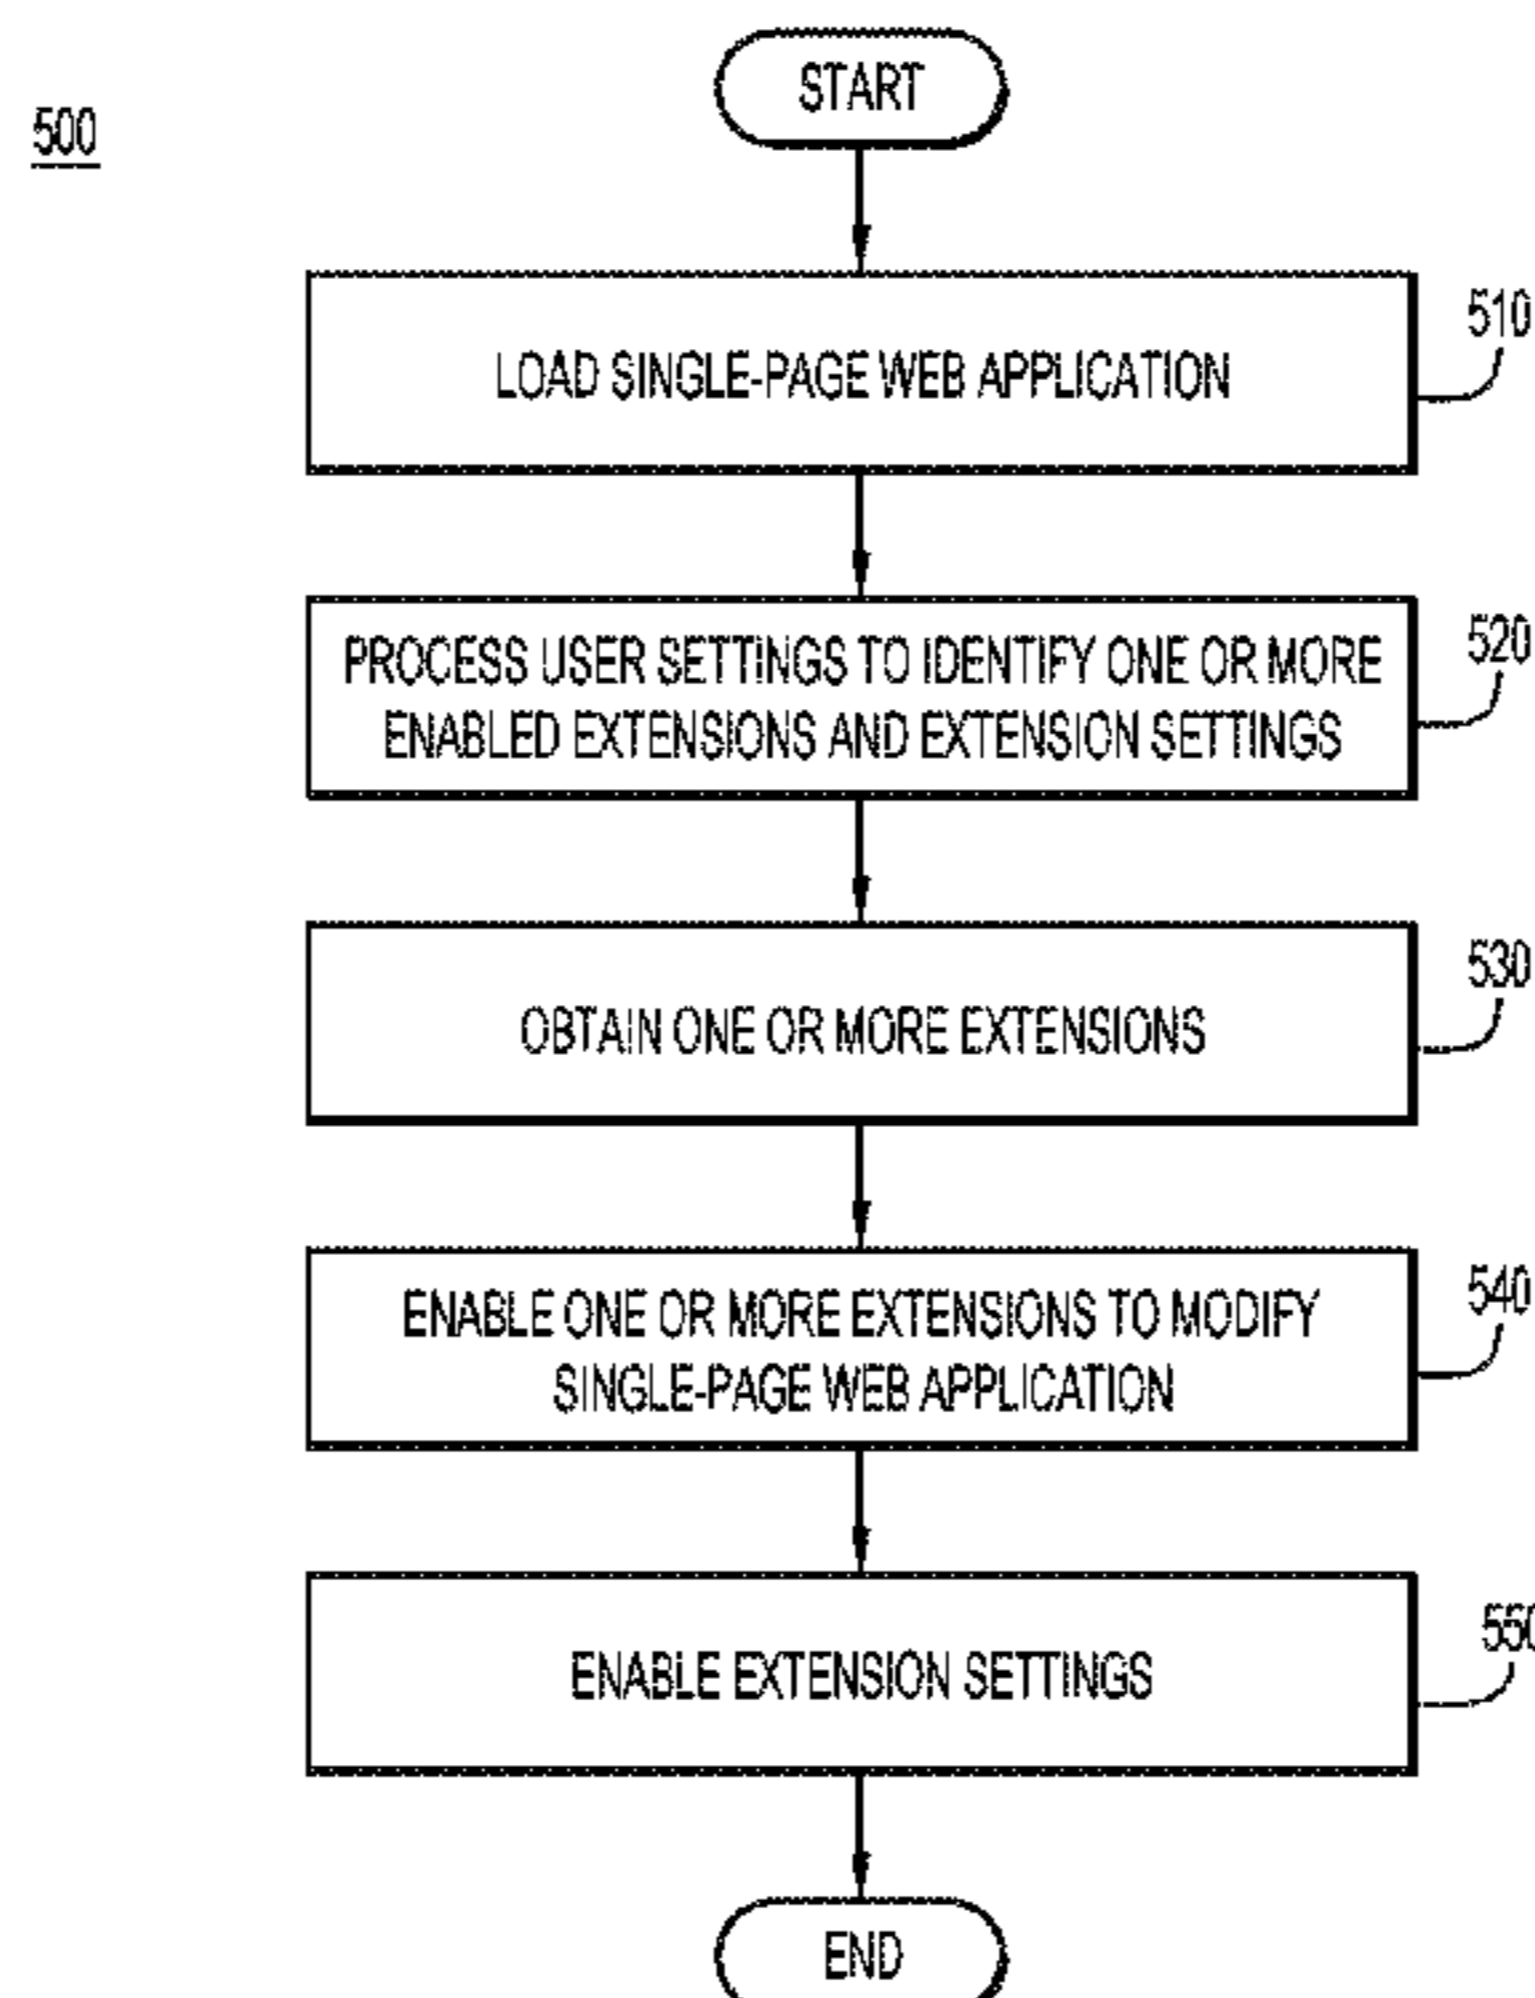 500
START
LOAD SINGLE-PAGE WEB APPLICATION
510
PROCESS USER SETTINGS TO IDENTIFY ONE OR MORE
ENABLED EXTENSIONS AND EXTENSION SETTINGS
520
OBTAIN ONE OR MORE EXTENSIONS
530
ENABLE ONE OR MORE EXTENSIONS TO MODIFY
SINGLE-PAGE WEB APPLICATION
540
ENABLE EXTENSION SETTINGS
550
END